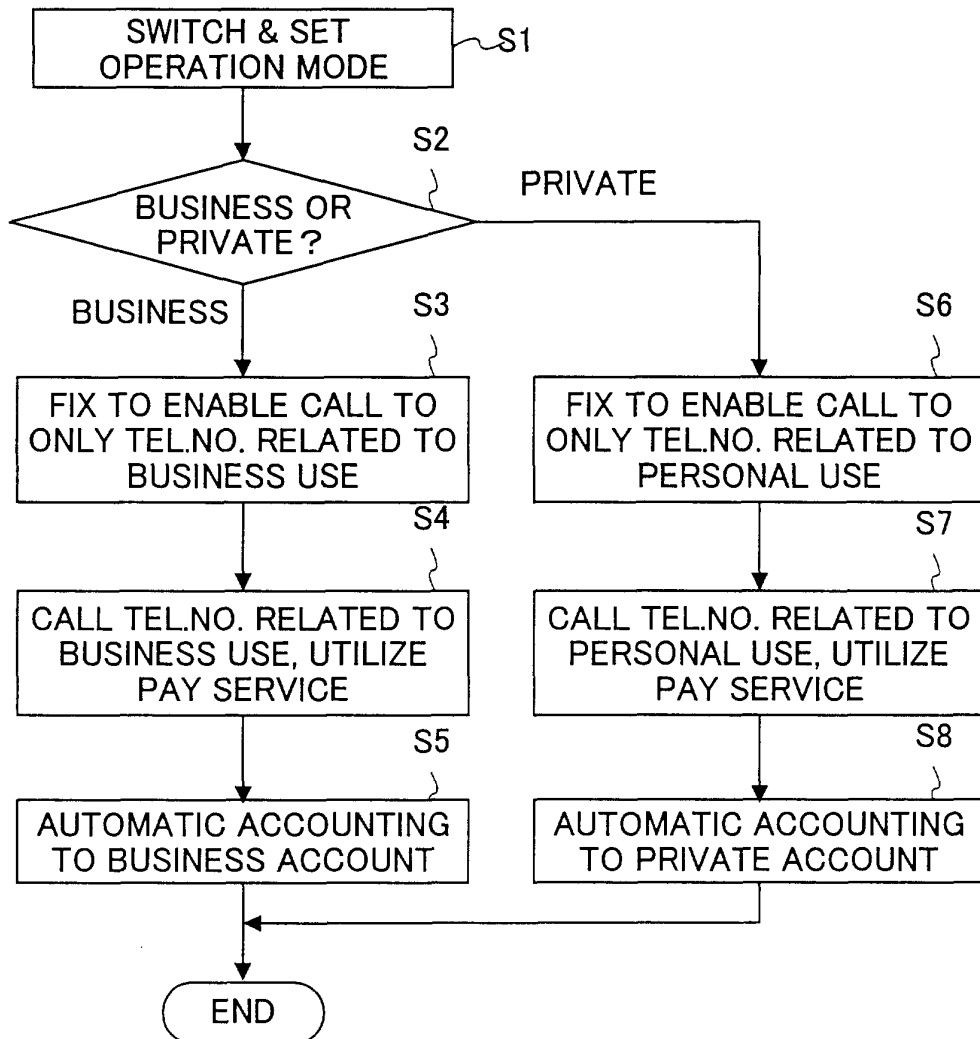 SWITCH & SET
OPERATION MODE
S1
S2
BUSINESS OR
PRIVATE ?
PRIVATE
BUSINESS
S3
FIX TO ENABLE CALL TO
ONLY TEL.NO. RELATED TO
BUSINESS USE
S4
CALL TEL.NO. RELATED TO
BUSINESS USE, UTILIZE
PAY SERVICE
S5
AUTOMATIC ACCOUNTING
TO BUSINESS ACCOUNT
S6
FIX TO ENABLE CALL TO
ONLY TEL.NO. RELATED TO
PERSONAL USE
S7
CALL TEL.NO. RELATED TO
PERSONAL USE, UTILIZE
PAY SERVICE
S8
AUTOMATIC ACCOUNTING
TO PRIVATE ACCOUNT
END